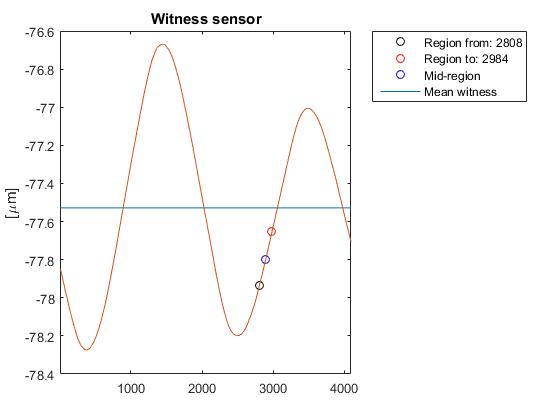 Witness sensor
-76.6
-76.8
-77
-77.2
-77.4
-77.6
-77.8
-78
-78.2
-78.4
[μm]
1000
2000
3000
4000
Region from: 2808
Region to: 2984
Mid-region
Mean witness